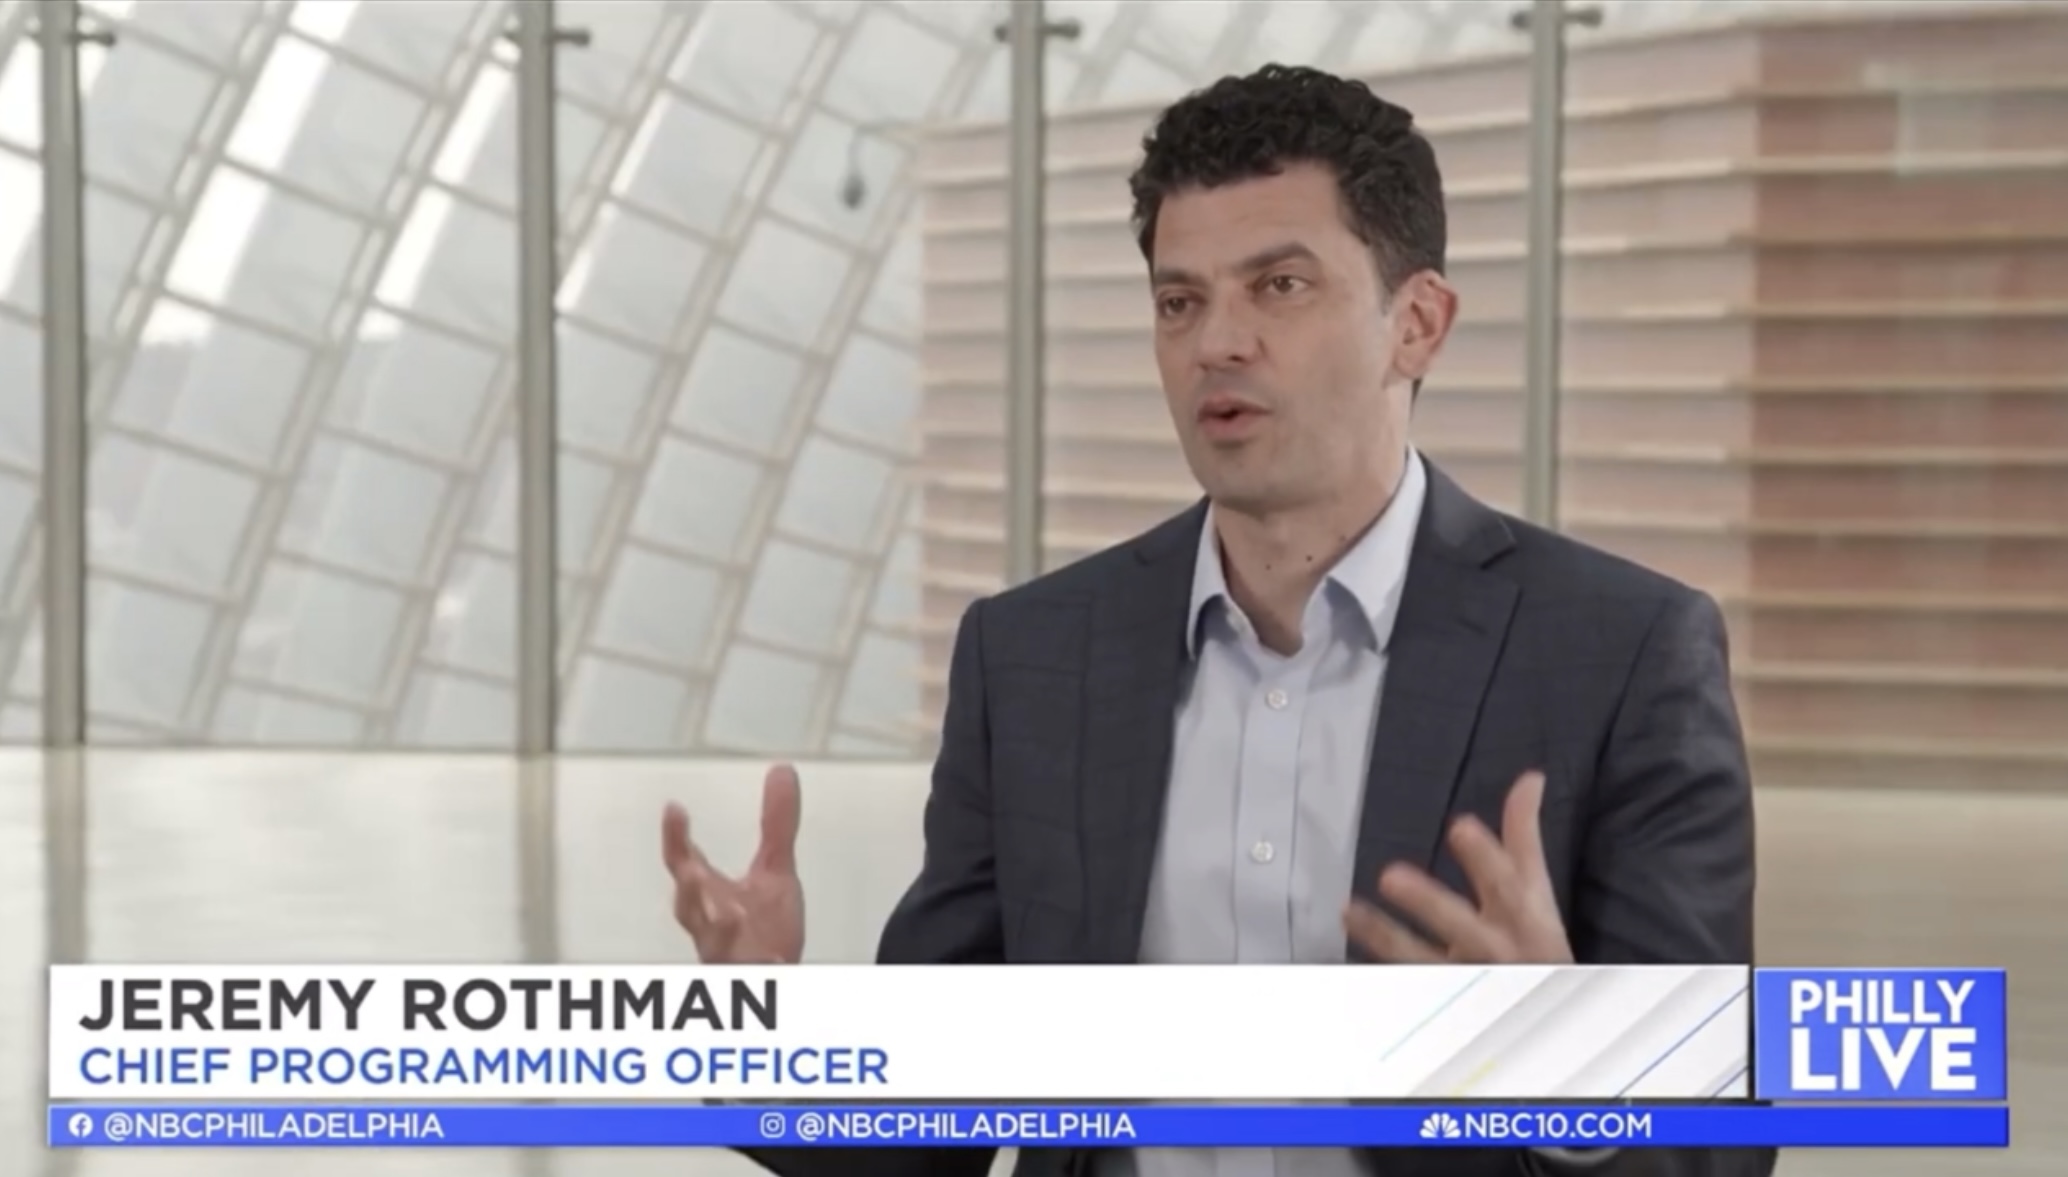 JEREMY ROTHMAN
CHIEF PROGRAMMING OFFICER
PHILLY
LIVE
@NBCPHILADELPHIA
@NBCPHILADELPHIA
NBC10.COM